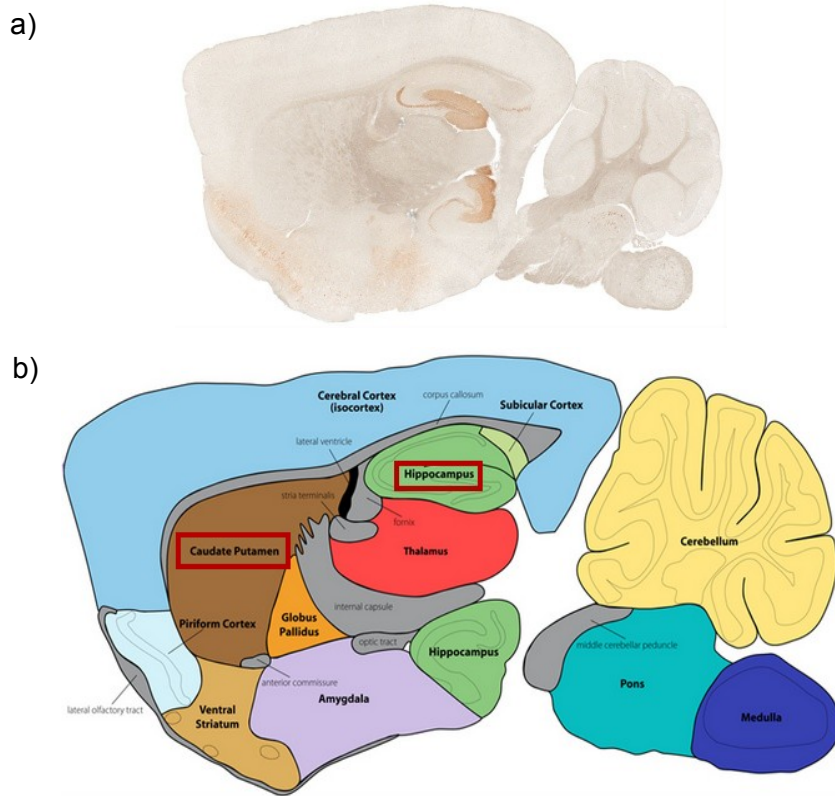 a)
b)
Cerebral Cortex
(isocortex)
corpus callosum
Subicular Cortex
lateral ventricle
Hippocampus
stria terminalis
fornix
Caudate Putamen
Thalamus
Cerebellum
internal capsule
Piriform Cortex
Globus
Pallidus
optic tract
Hippocampus
middle cerebellar peduncle
anterior commissure
Amygdala
Pons
lateral olfactory tract
Ventral
Striatum
Medulla